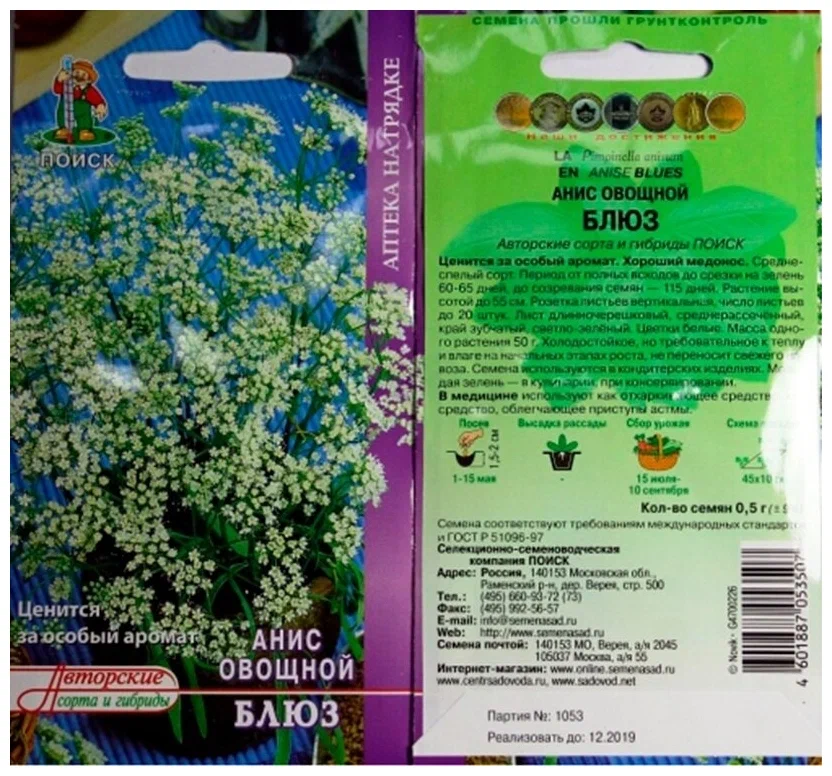 ПОИСК
АПТЕКА НА ГРЯДКЕ
Ценится
за особый аромат
Авторские
сорта и гибриды
АНИС
ОВОЩНОЙ
БЛЮЗ
СЕМЕНА ПРОШЛИ ГРУНТКОНТРОЛЬ
Наши достижения
LA Pimpinella anisum
EN ANISE BLUES
АНИС ОВОЩНОЙ
БЛЮЗ
Авторские сорта и гибриды ПОИСК
Ценится за особый аромат. Хороший медонос. Средне-
спелый сорт. Период от полных всходов до срезки на зелень
60-65 дней, до созревания семян — 115 дней. Растение вы-
сотой до 55 см. Розетка листьев вертикальная, число листьев
до 20 штук. Лист длинночерешковый, среднерассечённый,
край зубчатый, светло-зелёный. Цветки белые. Масса одно-
го растения 50 г. Холодостойкое, но требовательное к теплу
и влаге на начальных этапах роста, не переносит свежего
воза. Семена используются в кондитерских изделиях.
дая зелень — в кулинарии, при консервировании.
В медицине используют как отхаркивающее
средство, облегчающее приступы астмы.
Посев Высадка рассады Сбор урожая Схема
1,5-2 см
1-15 мая - 15 июля- 45х10
10 сентября
Кол-во семян 0,5 г
Семена соответствуют требованиям международных
и ГОСТ Р 51096-97
Селекционно-семеноводческая
компания ПОИСК
Адрес: Россия, 140153 Московская обл.,
Раменский р-н, дер. Верея, стр. 500
Тел.: (495) 660-93-72 (73)
Факс: (495) 992-56-57
E-mail: info@semenasad.ru
Web: http://www.semenasad.ru
Семена почтой: 140153 МО, Верея, а/я 2045
105037 Москва, а/я 55
Интернет-магазин: www.online.semenasad.ru
www.centrsadovoda.ru, www.sadovod.net
© Novik - G4700226
4 601887 053507
Партия №: 1053
Реализовать до: 12.2019